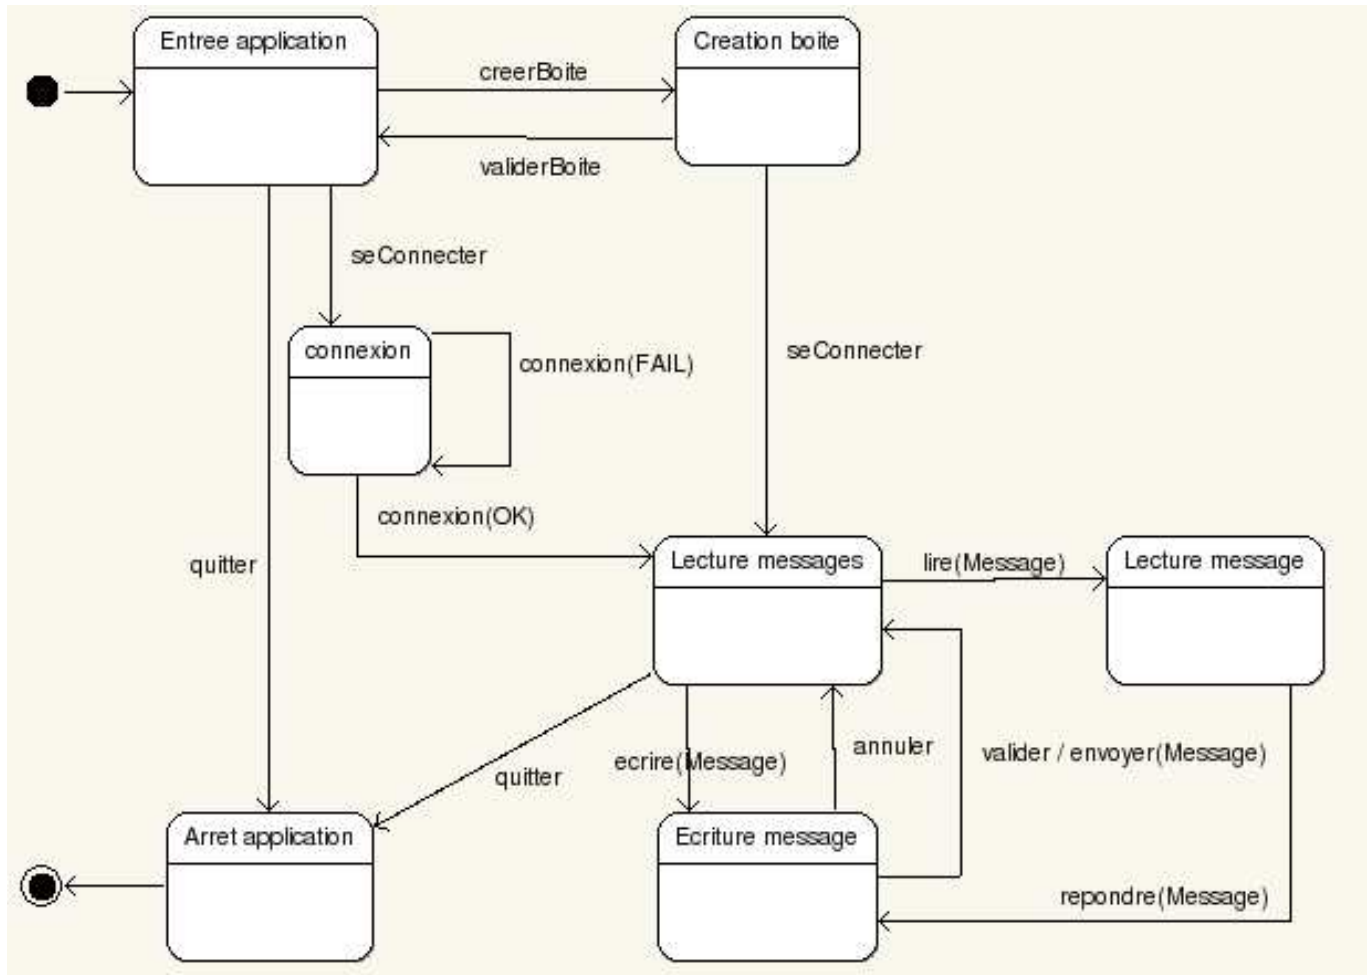 Entree application
Creation boite
creerBoite
validerBoite
seConnecter
connexion
connexion(FAIL)
seConnecter
connexion(OK)
quitter
Lecture messages
lire(Message)
Lecture message
annuler
valider / envoyer(Message)
ecrire(Message)
quitter
Arret application
Ecriture message
repondre(Message)